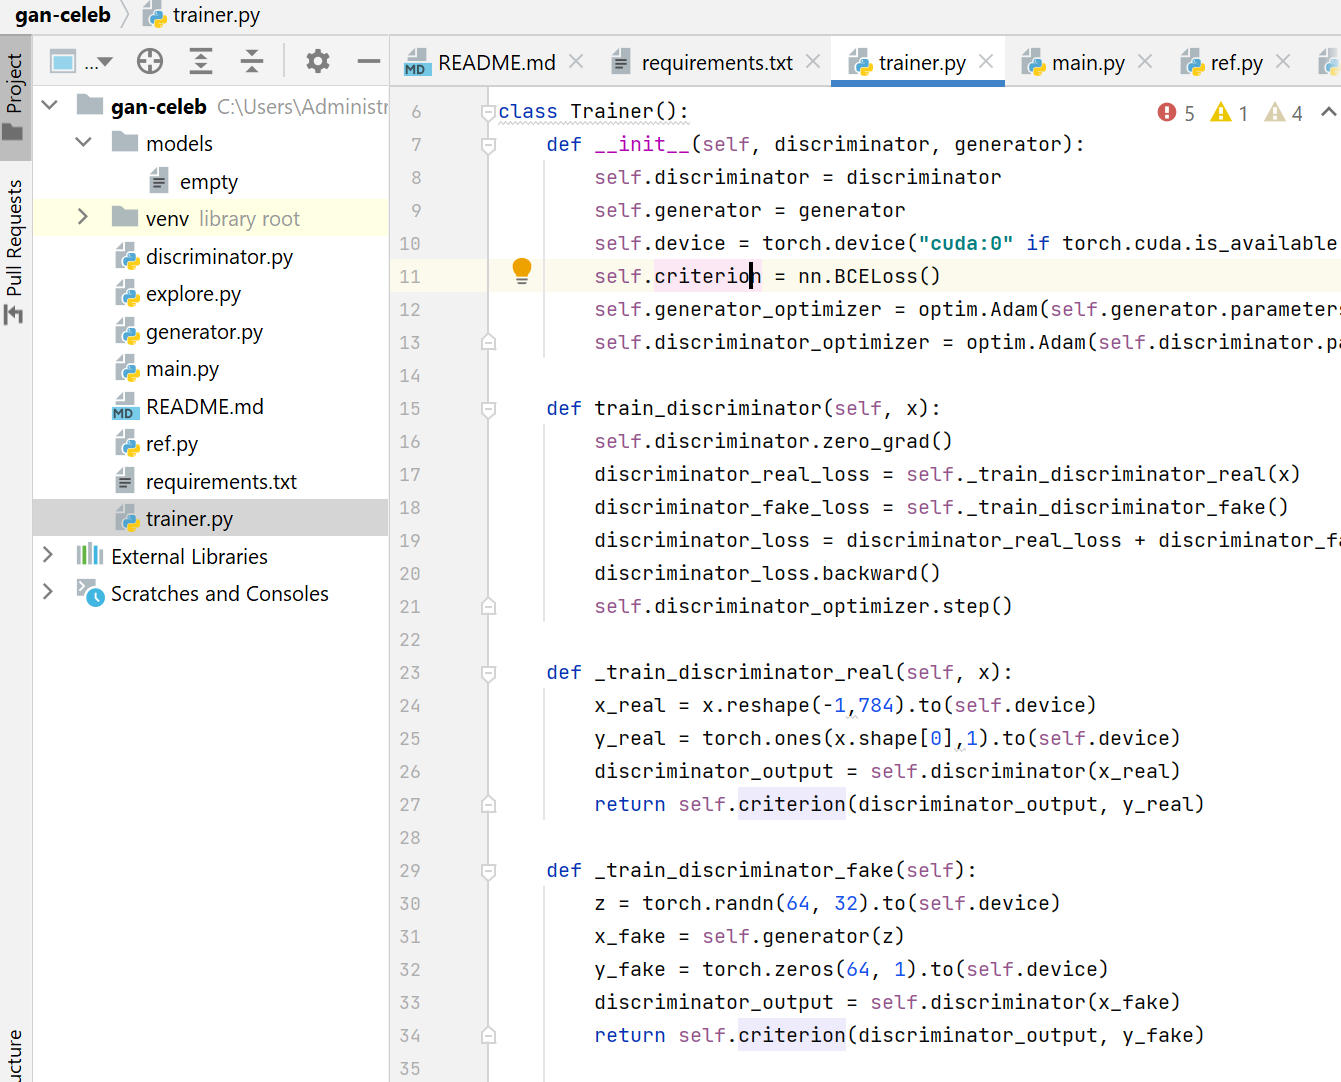 gan-celeb trainer.py
Project
Pull Requests
ucture
...
gan-celeb C:\Users\Administr
models
empty
venv library root
discriminator.py
explore.py
generator.py
main.py
README.md
ref.py
requirements.txt
trainer.py
External Libraries
Scratches and Consoles
README.md requirements.txt trainer.py main.py ref.py
5 1 4
6 class Trainer():
7 def __init__(self, discriminator, generator):
8 self.discriminator = discriminator
9 self.generator = generator
10 self.device = torch.device("cuda:0" if torch.cuda.is_available
11 self.criterion = nn.BCELoss()
12 self.generator_optimizer = optim.Adam(self.generator.parameters
13 self.discriminator_optimizer = optim.Adam(self.discriminator.pa
14
15 def train_discriminator(self, x):
16 self.discriminator.zero_grad()
17 discriminator_real_loss = self._train_discriminator_real(x)
18 discriminator_fake_loss = self._train_discriminator_fake()
19 discriminator_loss = discriminator_real_loss + discriminator_fa
20 discriminator_loss.backward()
21 self.discriminator_optimizer.step()
22
23 def _train_discriminator_real(self, x):
24 x_real = x.reshape(-1,784).to(self.device)
25 y_real = torch.ones(x.shape[0],1).to(self.device)
26 discriminator_output = self.discriminator(x_real)
27 return self.criterion(discriminator_output, y_real)
28
29 def _train_discriminator_fake(self):
30 z = torch.randn(64, 32).to(self.device)
31 x_fake = self.generator(z)
32 y_fake = torch.zeros(64, 1).to(self.device)
33 discriminator_output = self.discriminator(x_fake)
34 return self.criterion(discriminator_output, y_fake)
35